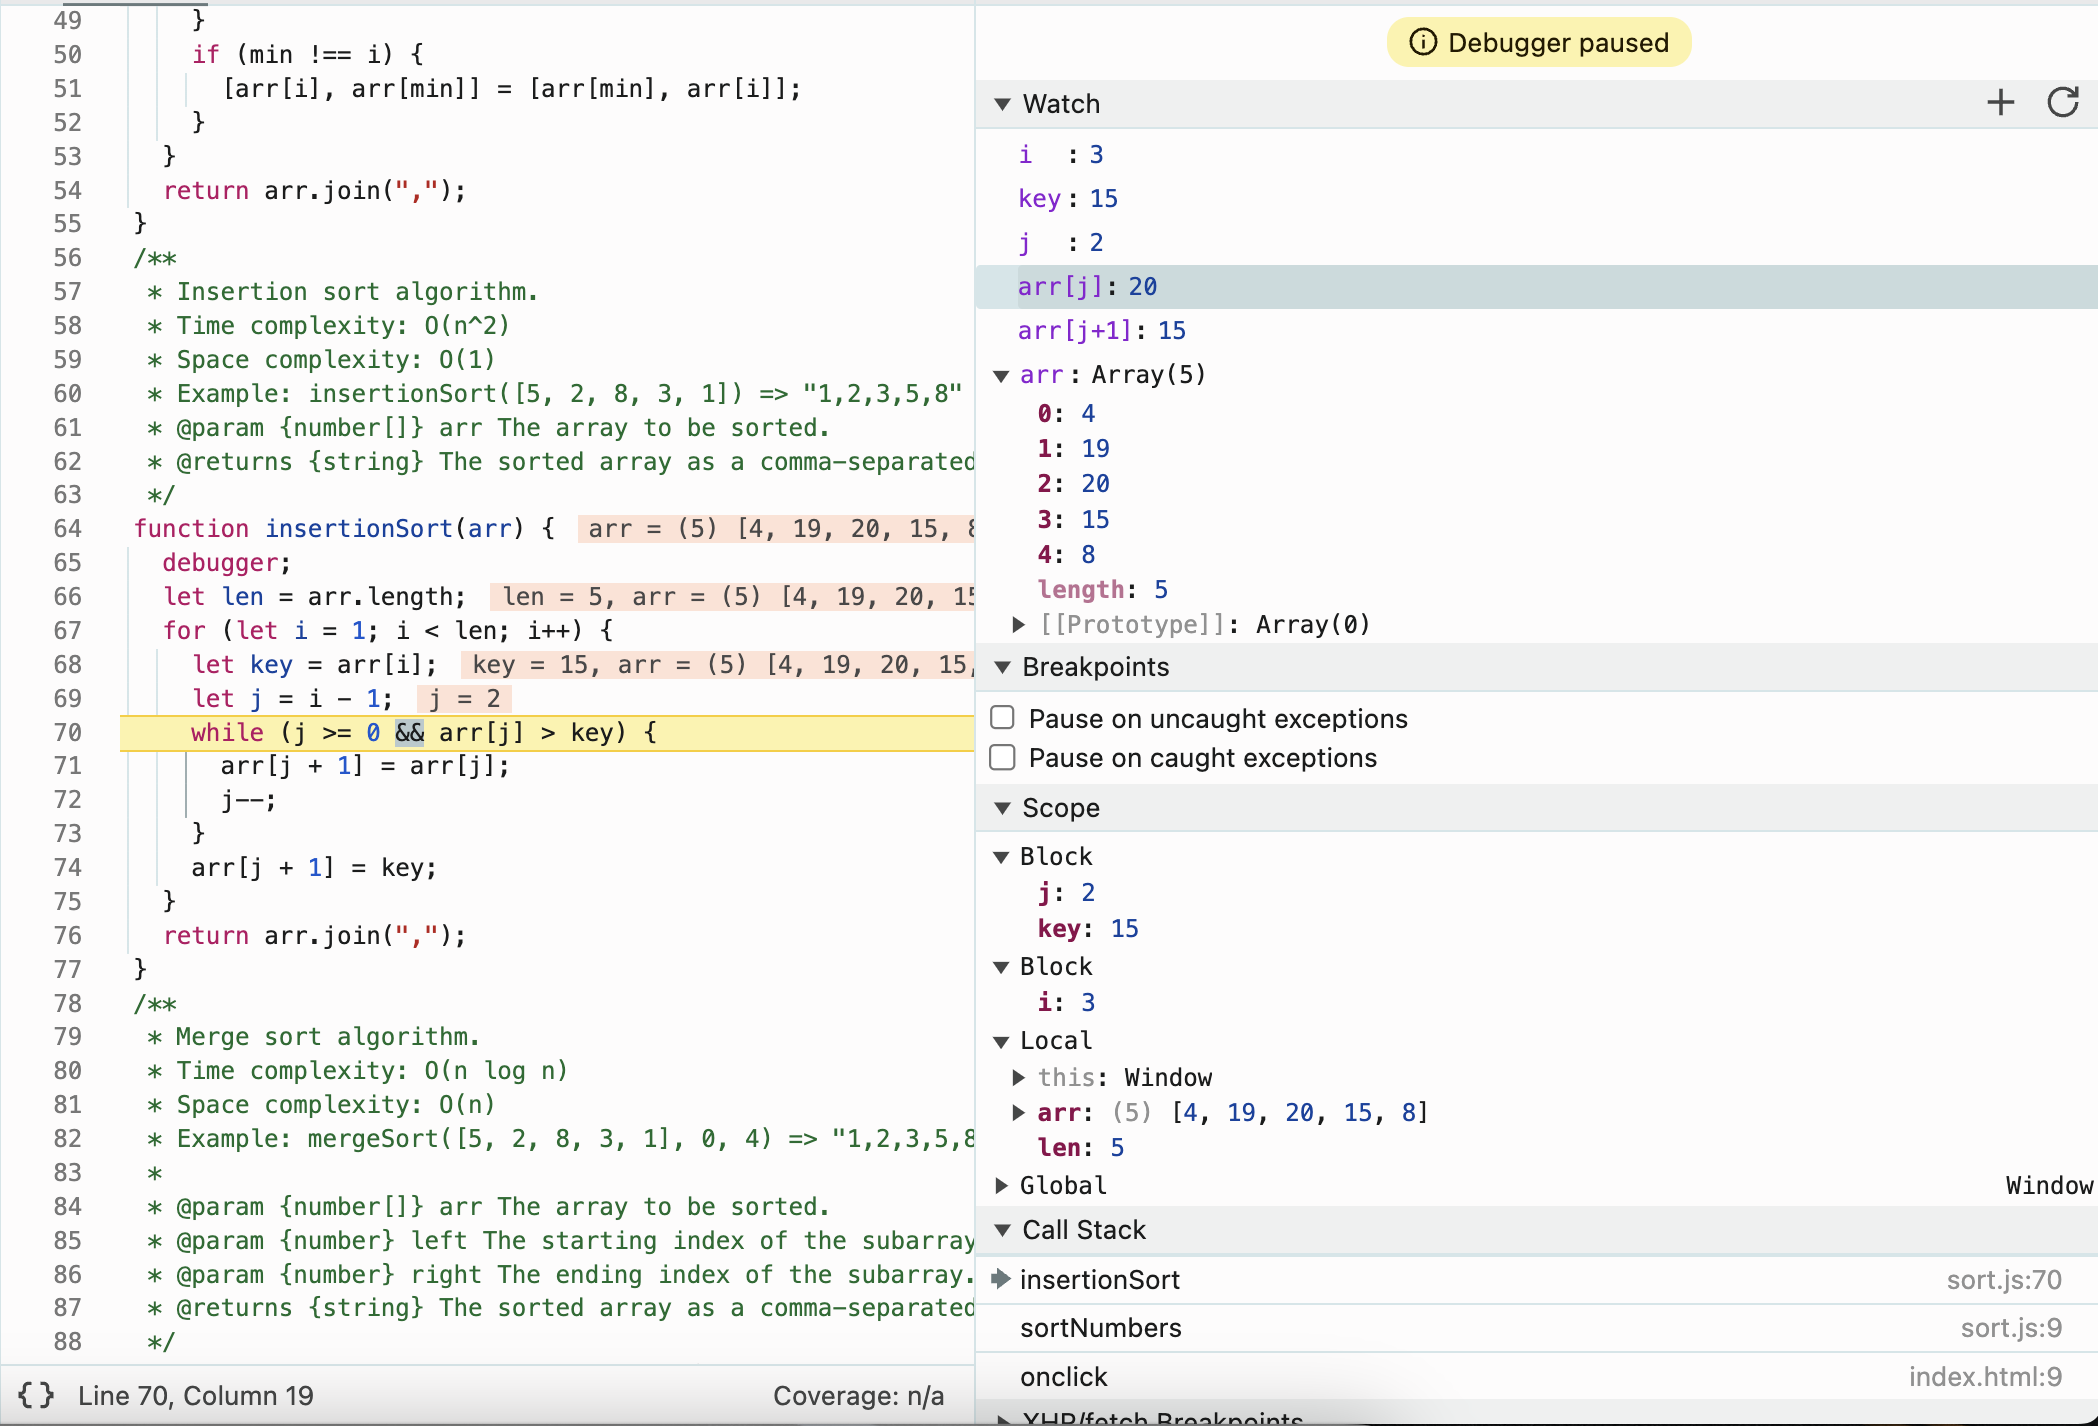 49 }
50 if (min !== i) {
51 [arr[i], arr[min]] = [arr[min], arr[i]];
52 }
53 }
54 return arr.join(",");
55 }
56 /**
57 * Insertion sort algorithm.
58 * Time complexity: O(n^2)
59 * Space complexity: O(1)
60 * Example: insertionSort([5, 2, 8, 3, 1]) => "1,2,3,5,8"
61 * @param {number[]} arr The array to be sorted.
62 * @returns {string} The sorted array as a comma-separated
63 */
64 function insertionSort(arr) { arr = (5) [4, 19, 20, 15, 8
65 debugger;
66 let len = arr.length; len = 5, arr = (5) [4, 19, 20, 15
67 for (let i = 1; i < len; i++) {
68 let key = arr[i]; key = 15, arr = (5) [4, 19, 20, 15,
69 let j = i - 1; j = 2
70 while (j >= 0 && arr[j] > key) {
71 arr[j + 1] = arr[j];
72 j--;
73 }
74 arr[j + 1] = key;
75 }
76 return arr.join(",");
77 }
78 /**
79 * Merge sort algorithm.
80 * Time complexity: O(n log n)
81 * Space complexity: O(n)
82 * Example: mergeSort([5, 2, 8, 3, 1], 0, 4) => "1,2,3,5,8
83 *
84 * @param {number[]} arr The array to be sorted.
85 * @param {number} left The starting index of the subarray
86 * @param {number} right The ending index of the subarray.
87 * @returns {string} The sorted array as a comma-separated
88 */
{} Line 70, Column 19 Coverage: n/a
Debugger paused
Watch
i : 3
key : 15
j : 2
arr[j]: 20
arr[j+1]: 15
arr : Array(5)
0: 4
1: 19
2: 20
3: 15
4: 8
length: 5
[[Prototype]]: Array(0)
Breakpoints
Pause on uncaught exceptions
Pause on caught exceptions
Scope
Block
j: 2
key: 15
Block
i: 3
Local
this: Window
arr: (5) [4, 19, 20, 15, 8]
len: 5
Global Window
Call Stack
insertionSort sort.js:70
sortNumbers sort.js:9
onclick index.html:9
XHR/fetch Breakpoints